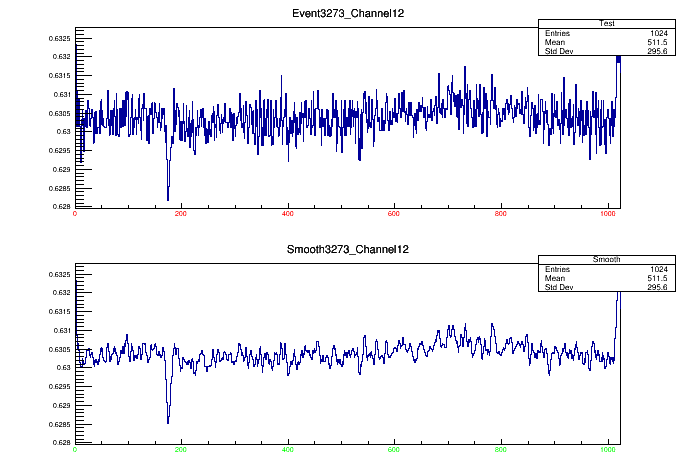 Event3273_Channel12
Test
Entries 1024
Mean 511.5
Std Dev 295.6
0.6325
0.632
0.6315
0.631
0.6305
0.63
0.6295
0.629
0.6285
0.628
0 200 400 600 800 1000
Smooth3273_Channel12
Smooth
Entries 1024
Mean 511.5
Std Dev 295.6
0.6325
0.632
0.6315
0.631
0.6305
0.63
0.6295
0.629
0.6285
0.628
0 200 400 600 800 1000